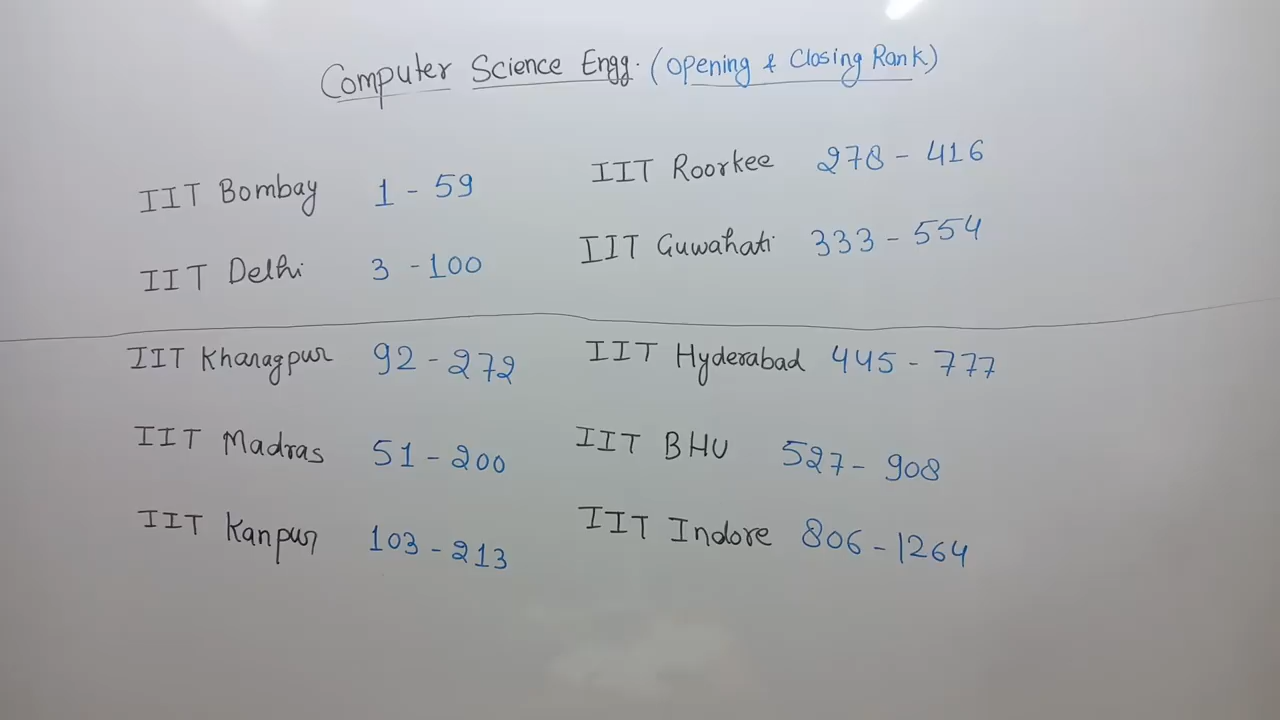 Computer Science Engg. (Opening & Closing Rank)
IIT Bombay 1 - 59
IIT Delhi 3 - 100
IIT Kharagpur 92 - 272
IIT Madras 51 - 200
IIT Kanpur 103 - 213
IIT Roorkee 278 - 416
IIT Guwahati 333 - 554
IIT Hyderabad 445 - 777
IIT BHU 527 - 908
IIT Indore 806 - 1264